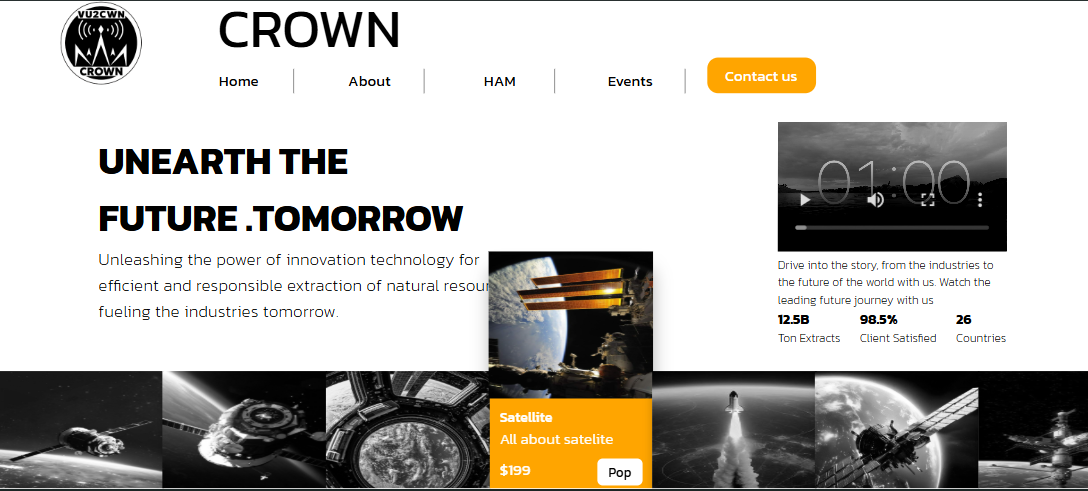 VU2CWN
CROWN
CROWN
Home
About
HAM
Events
Contact us
UNEARTH THE
FUTURE .TOMORROW
Unleashing the power of innovation technology for
efficient and responsible extraction of natural resour
fueling the industries tomorrow.
01:00
Drive into the story, from the industries to
the future of the world with us. Watch the
leading future journey with us
12.5B 98.5% 26
Ton Extracts Client Satisfied Countries
Satellite
All about satelite
$199
Pop